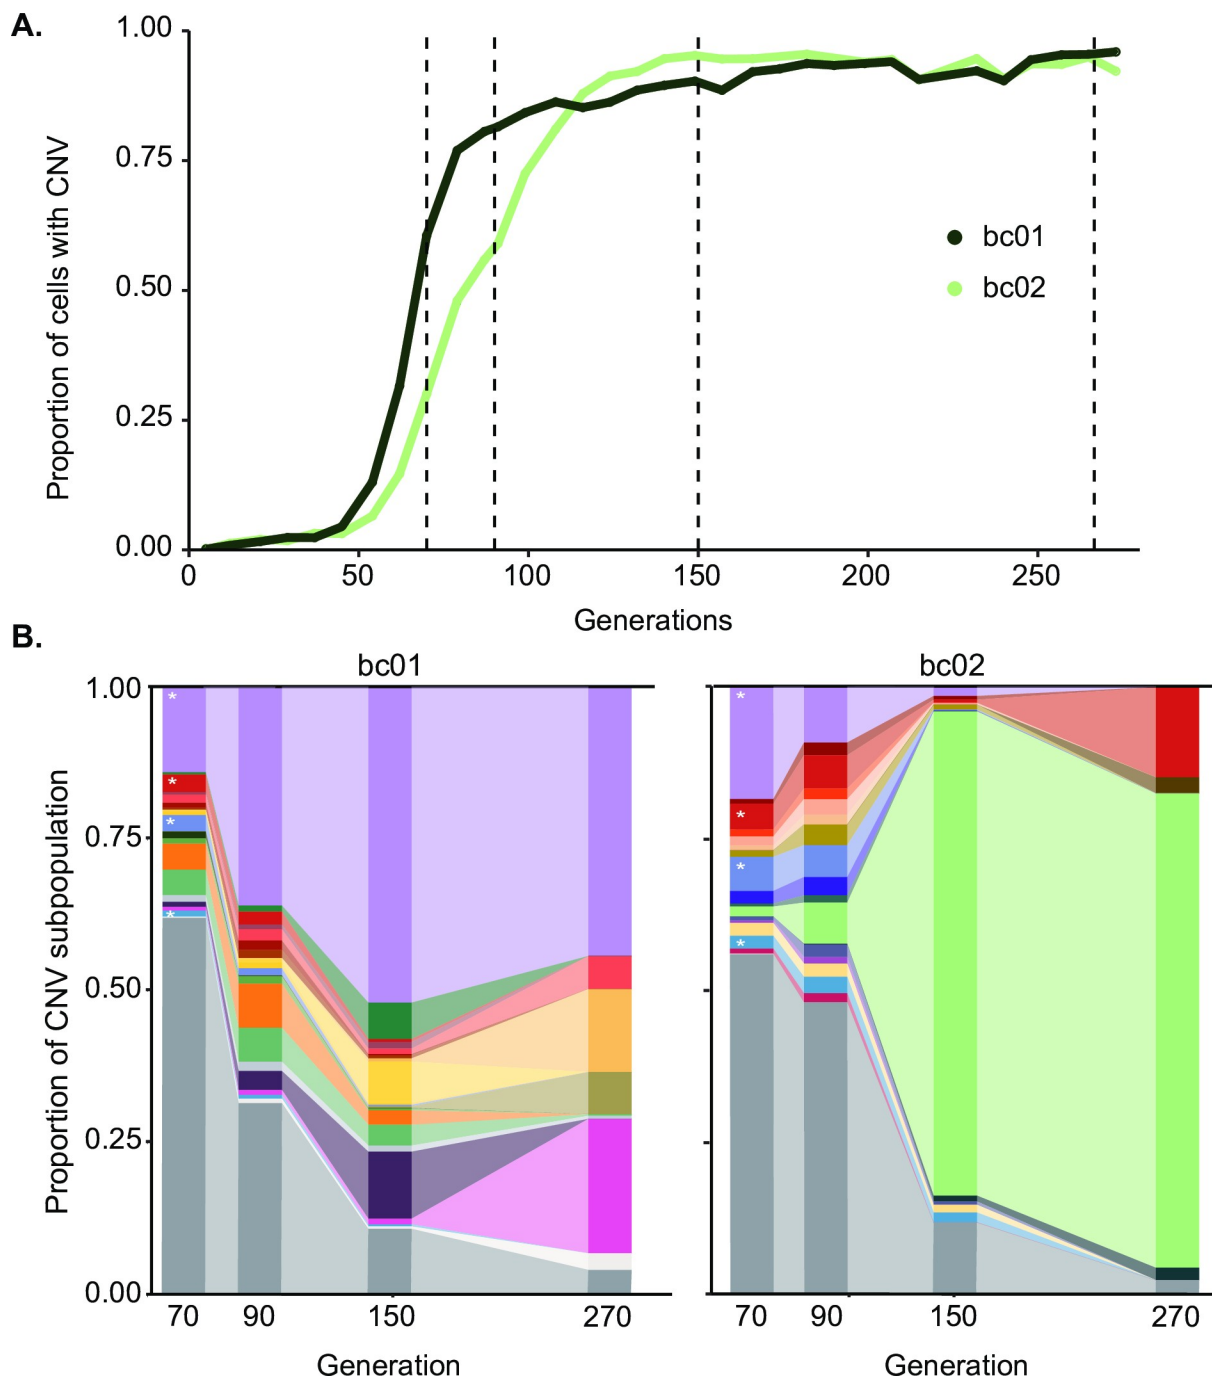 A.
Proportion of cells with CNV
1.00
0.75
0.50
0.25
0.00
bc01
bc02
0 50 100 150 200 250
Generations
B.
bc01 bc02
Proportion of CNV subpopulation
1.00
0.75
0.50
0.25
0.00
* * * *
* * * *
70 90 150 270 70 90 150 270
Generation Generation